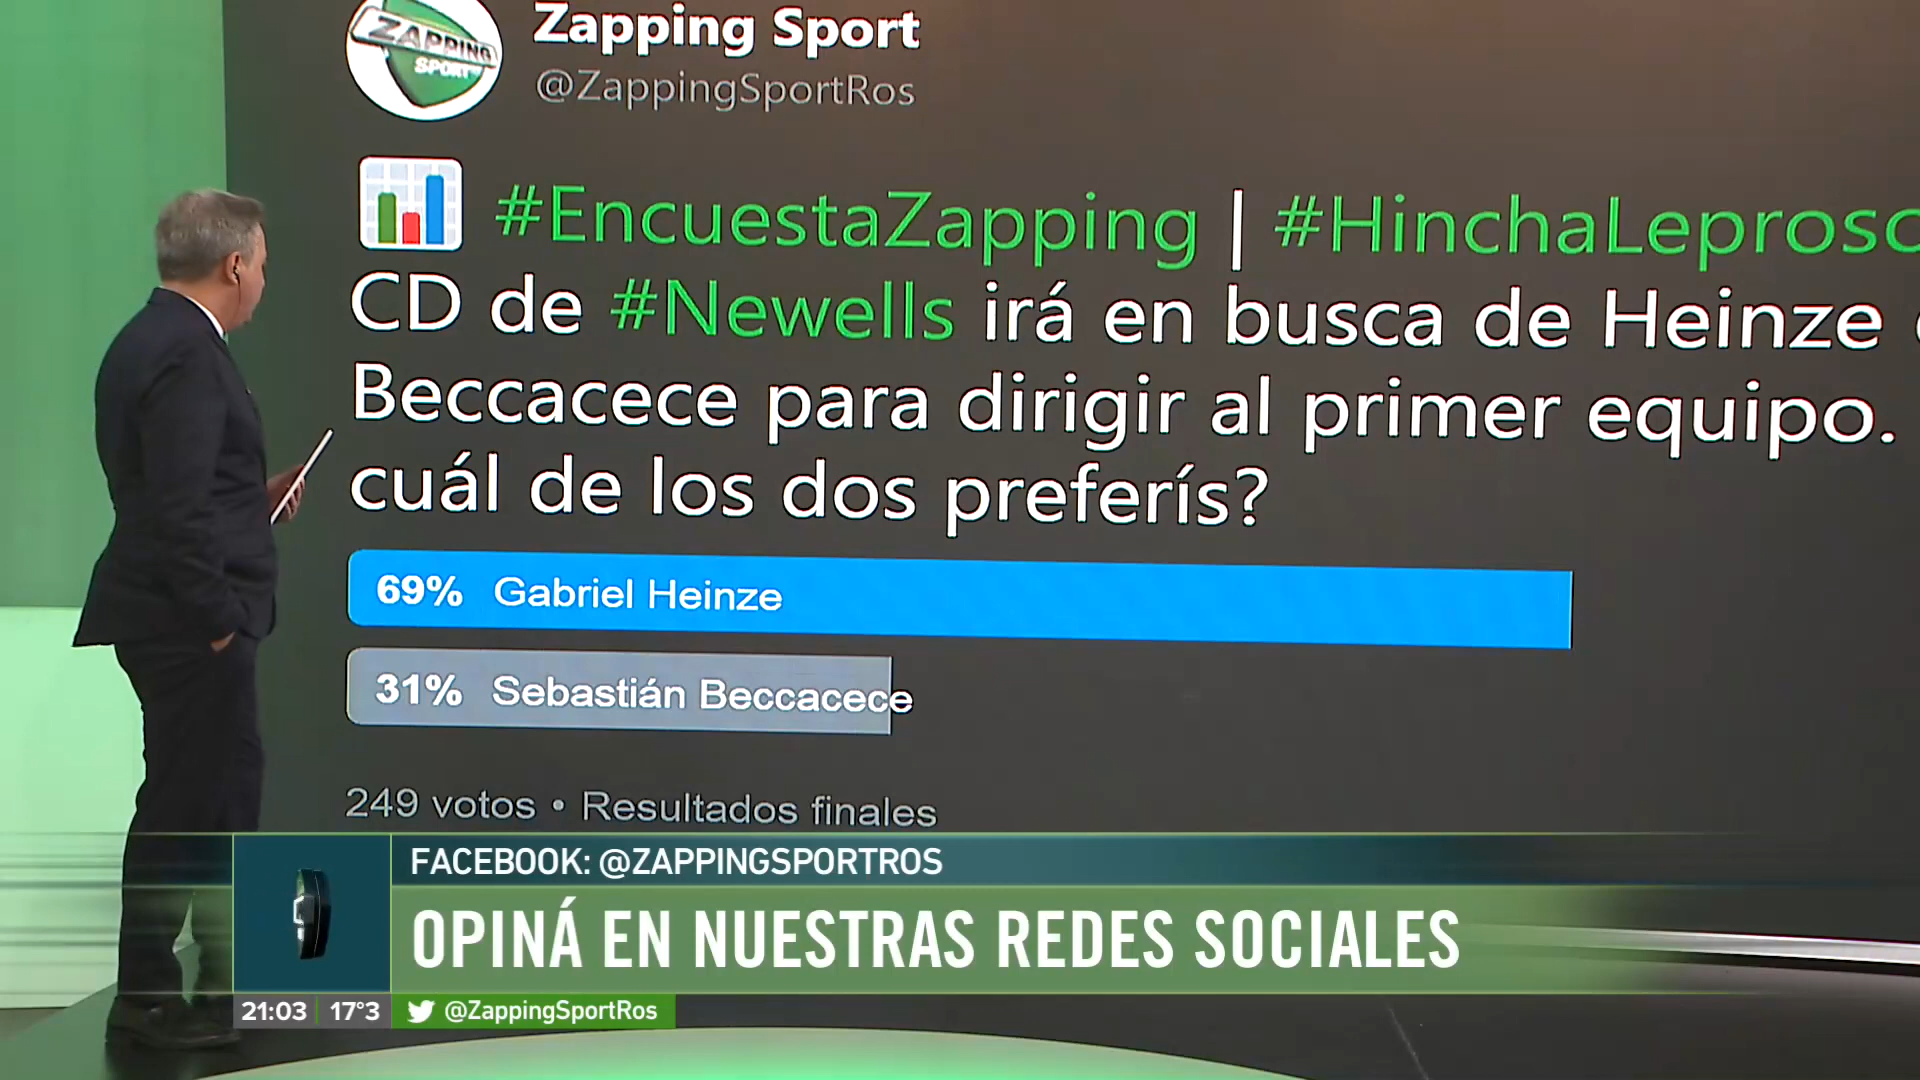 ZAPPING
SPORT
Zapping Sport
@ZappingSportRos
#EncuestaZapping | #HinchaLeproso
CD de #Newells irá en busca de Heinze
Beccacece para dirigir al primer equipo.
cuál de los dos preferís?
69% Gabriel Heinze
31% Sebastián Beccacece
249 votos • Resultados finales
FACEBOOK: @ZAPPINGSPORTROS
OPINÁ EN NUESTRAS REDES SOCIALES
21:03 17°3 @ZappingSportRos